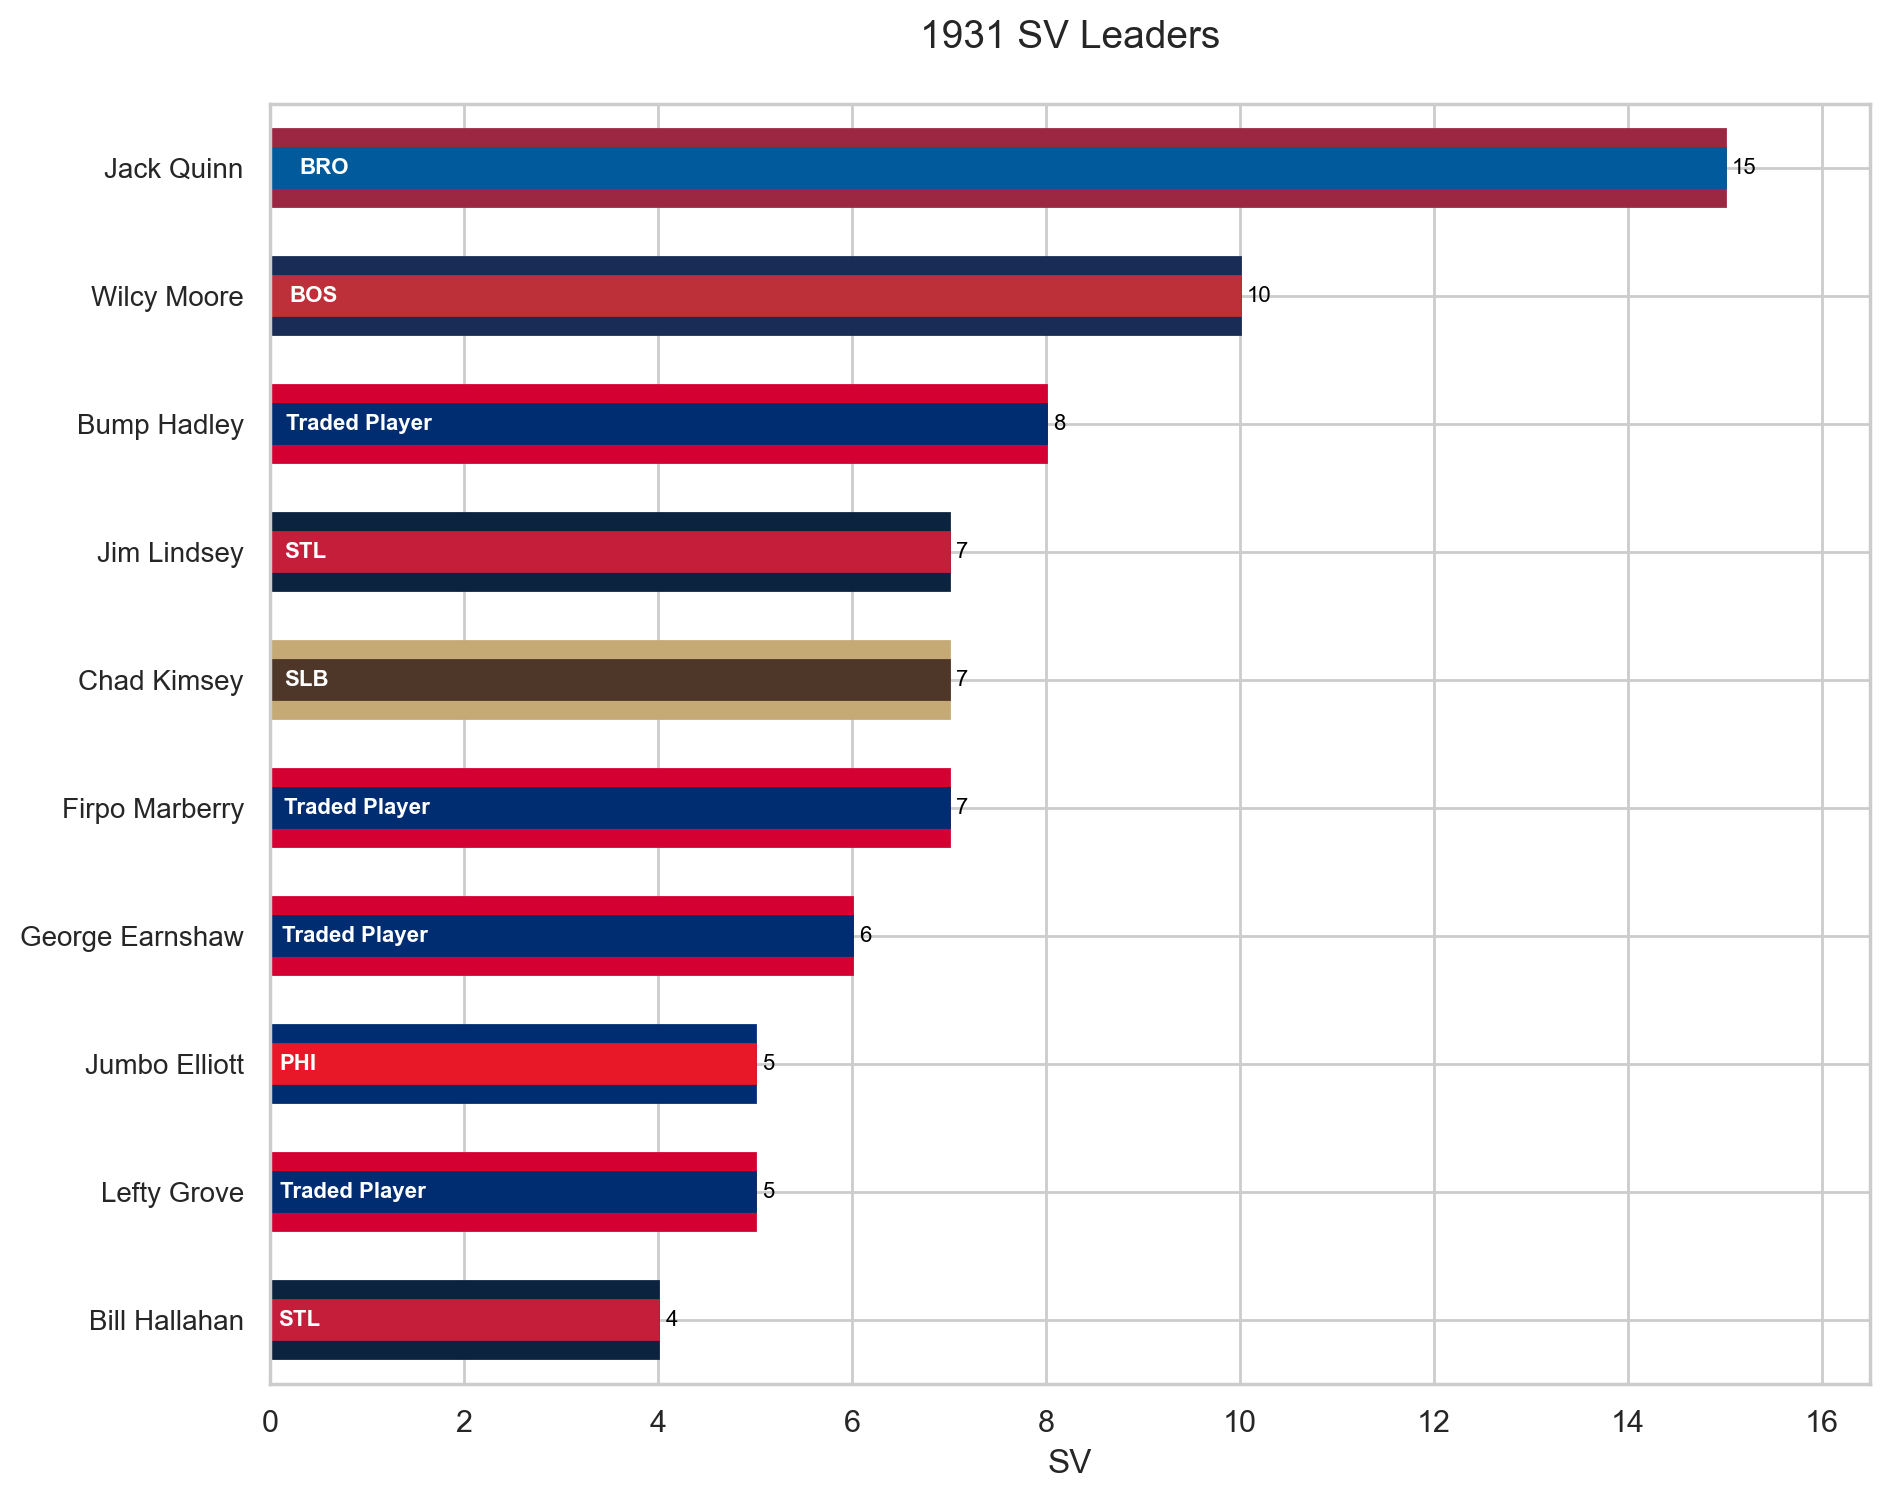 1931 SV Leaders
Jack Quinn BRO 15
Wilcy Moore BOS 10
Bump Hadley Traded Player 8
Jim Lindsey STL 7
Chad Kimsey SLB 7
Firpo Marberry Traded Player 7
George Earnshaw Traded Player 6
Jumbo Elliott PHI 5
Lefty Grove Traded Player 5
Bill Hallahan STL 4
0 2 4 6 8 10 12 14 16
SV